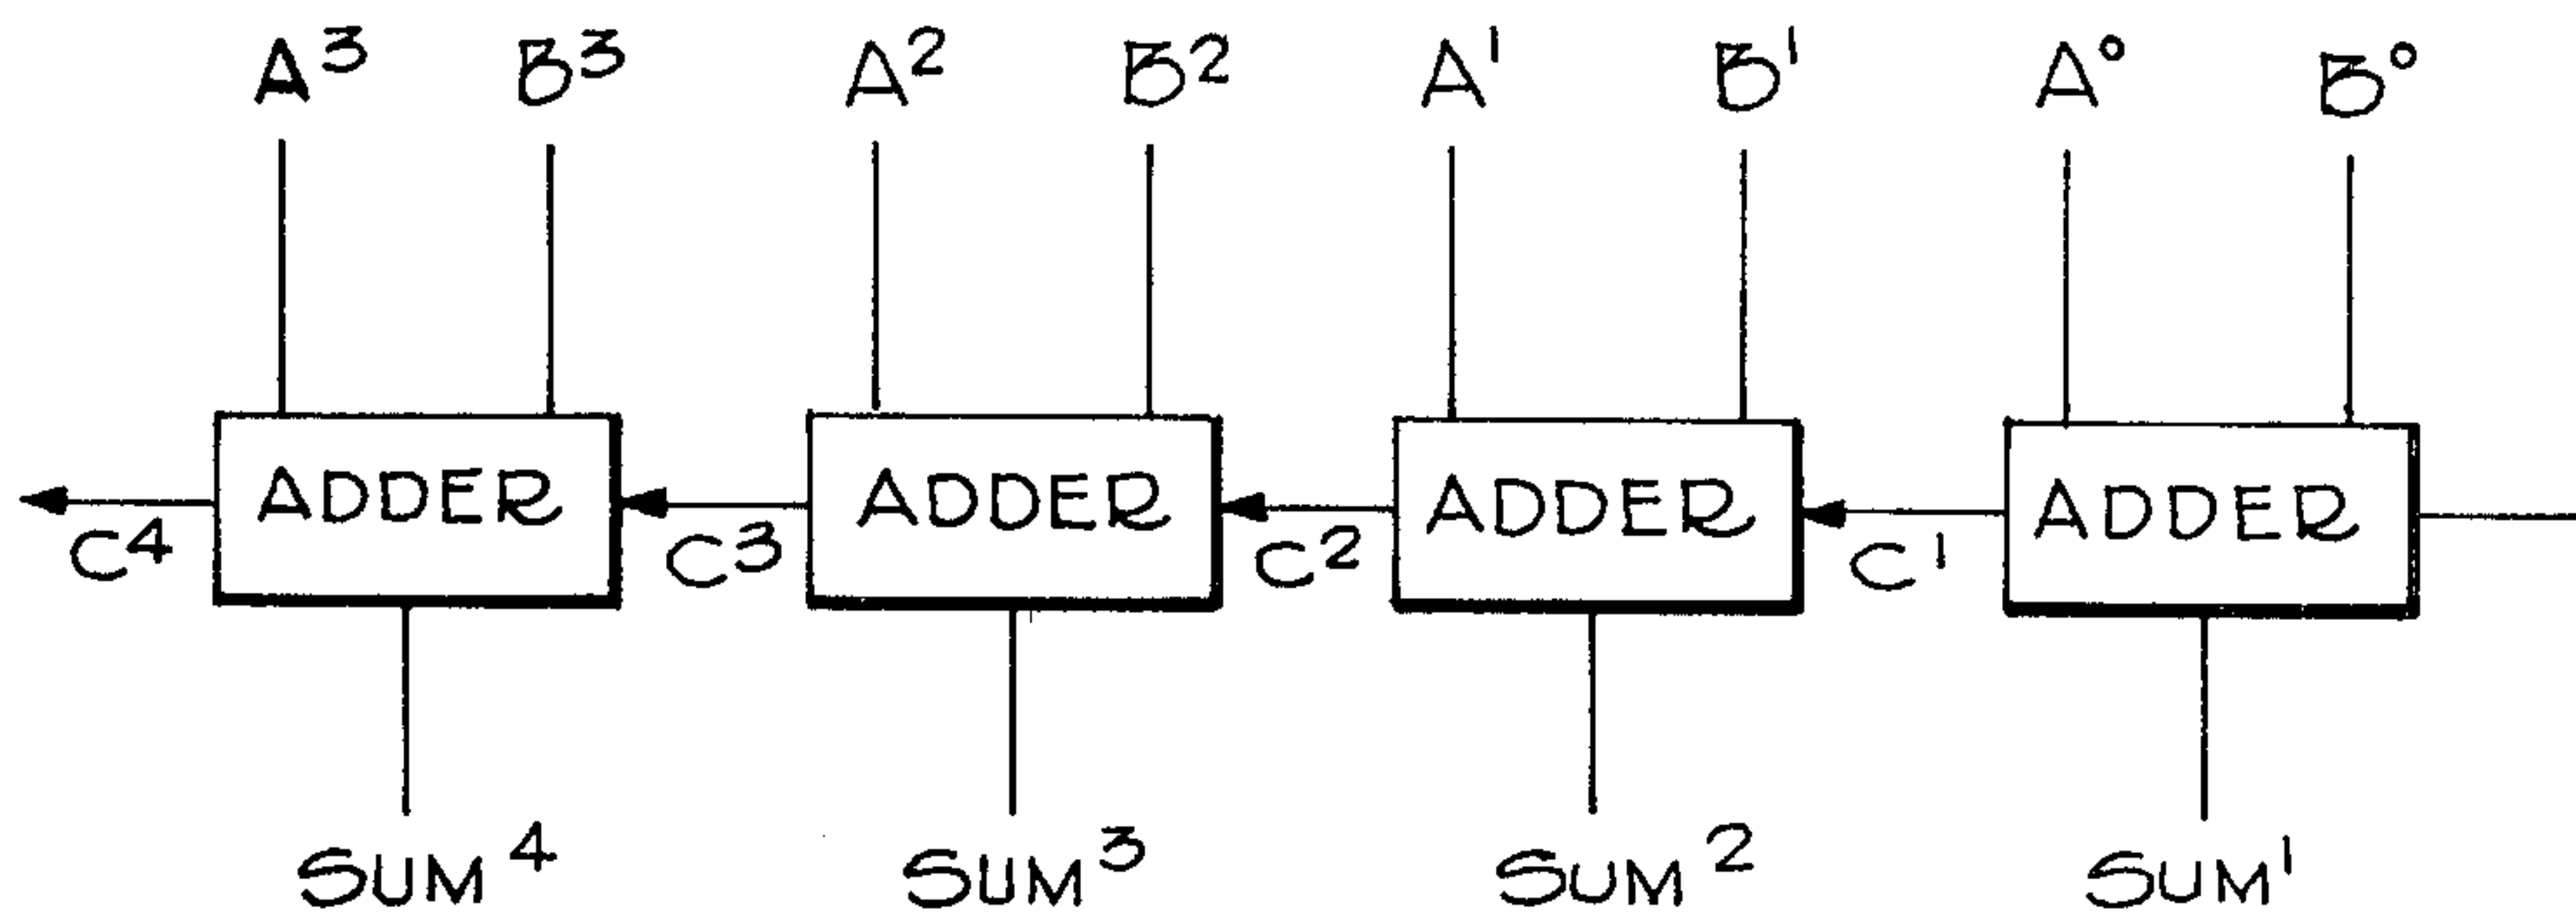 A³ B³ A² B² A¹ B¹ A⁰ B⁰
ADDER ADDER ADDER ADDER
C⁴ C³ C² C¹
SUM⁴ SUM³ SUM² SUM¹